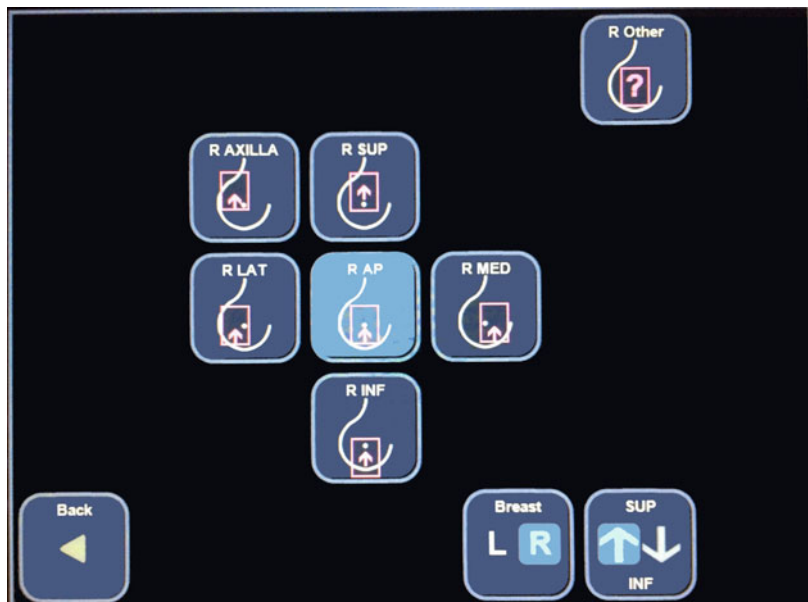 R Other
?
R AXILLA
R SUP
R LAT
R AP
R MED
R INF
Back
Breast
SUP
L R
INF